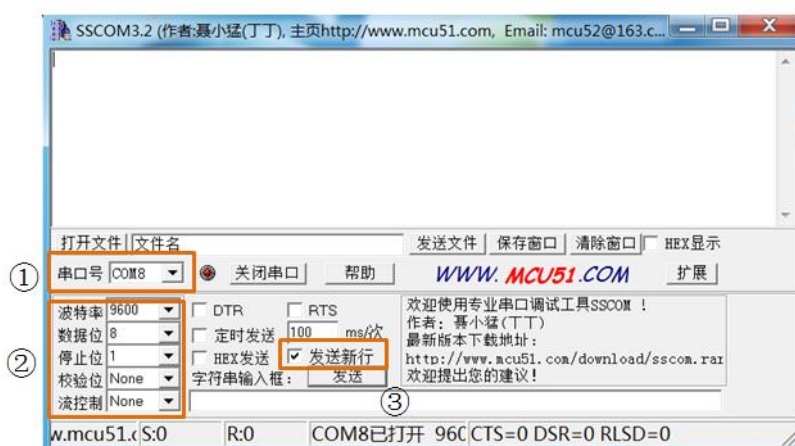 SSCOM3.2 (作者:聂小猛(丁丁), 主页http://www.mcu51.com, Email: mcu52@163.c...
打开文件 文件名 发送文件 保存窗口 清除窗口 HEX显示
① 串口号 COM8 关闭串口 帮助 WWW. MCU51.COM 扩展
②
波特率 9600 DTR RTS
数据位 8 定时发送 100 ms/次
停止位 1 HEX发送 发送新行
校验位 None 字符串输入框: 发送
流控制 None
③
欢迎使用专业串口调试工具SSCOM !
作者: 聂小猛(丁丁)
最新版本下载地址:
http://www.mcu51.com/download/sscom.rar
欢迎提出您的建议!
w.mcu51.c S:0 R:0 COM8已打开 960 CTS=0 DSR=0 RLSD=0